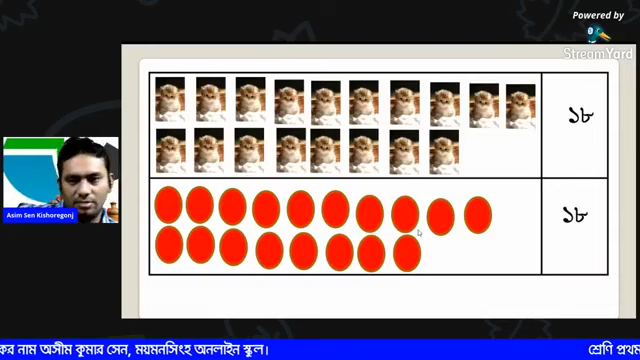 Powered by
StreamYard
১৮
১৮
Asim Sen Kishoregonj
কের নাম অসীম কুমার সেন, ময়মনসিংহ অনলাইন স্কুল।
শ্রেণি প্রথম